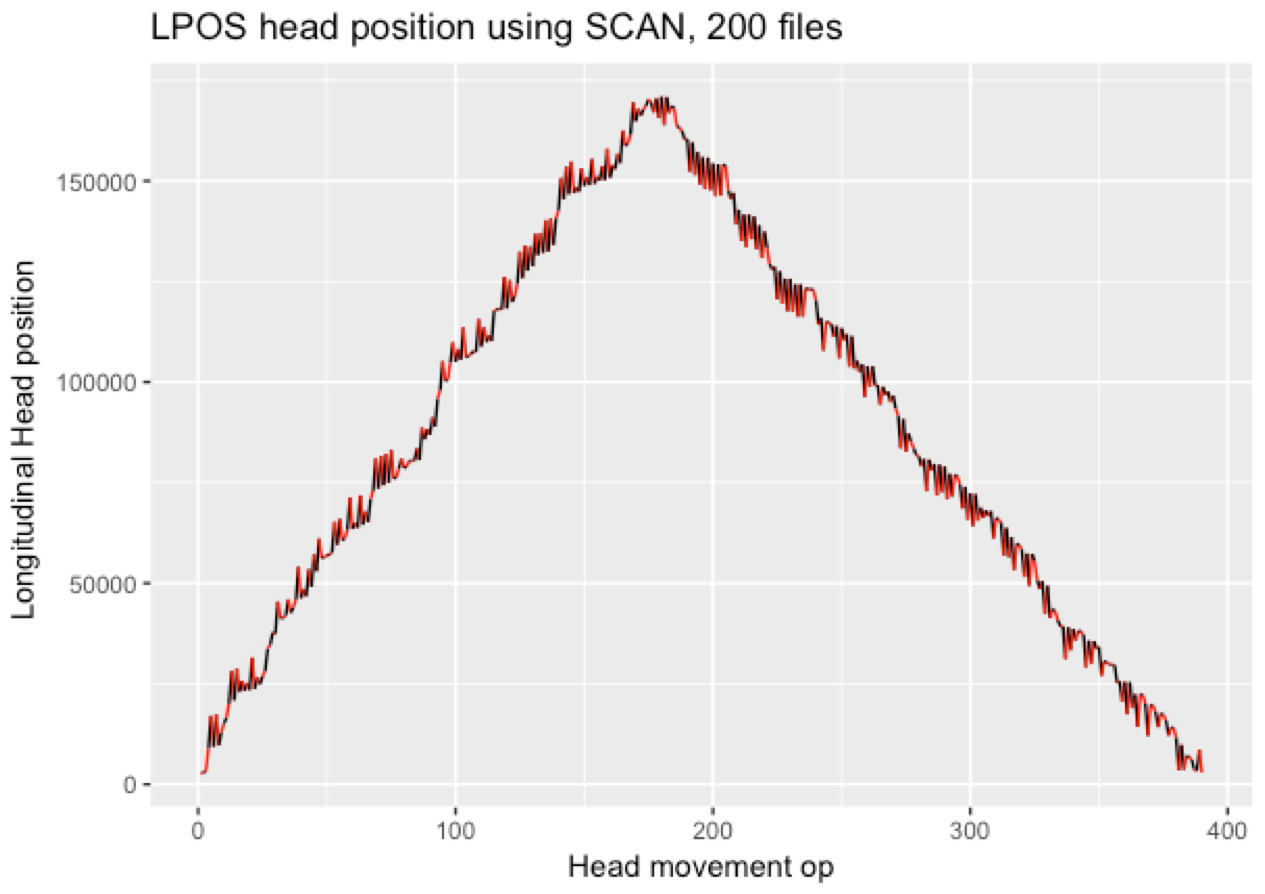 LPOS head position using SCAN, 200 files
Longitudinal Head position
150000
100000
50000
0
0 100 200 300 400
Head movement op